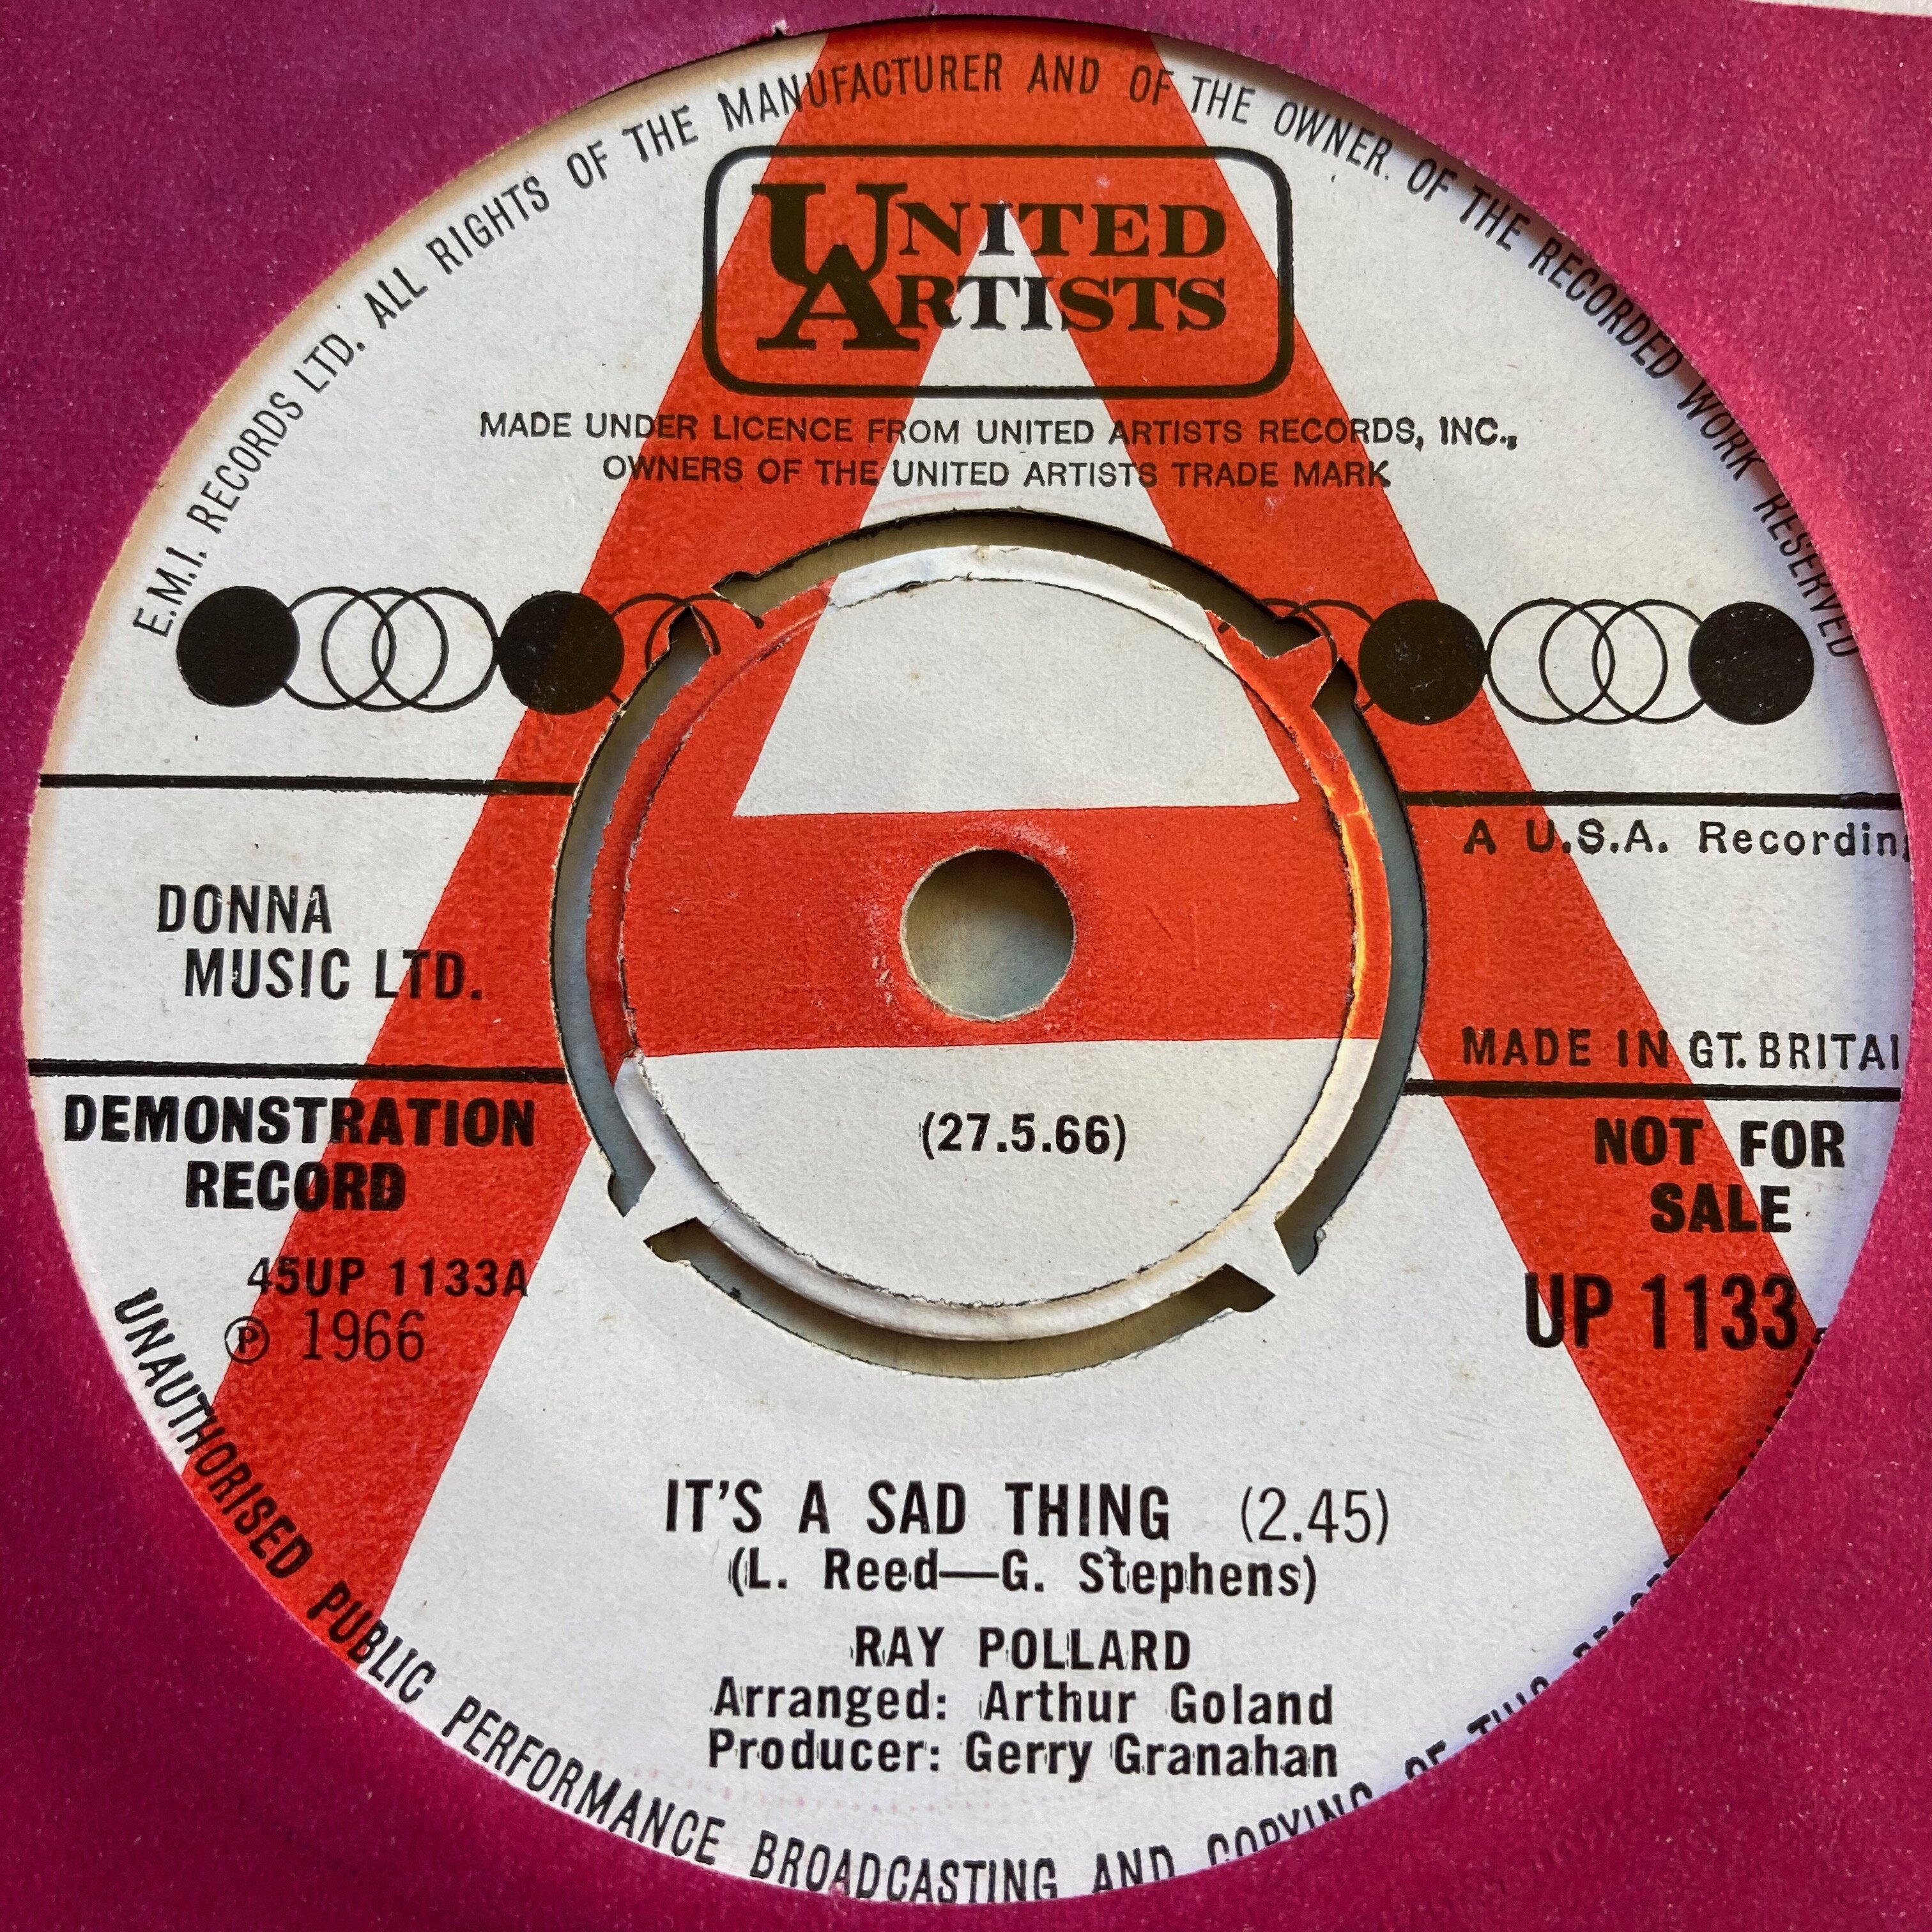 E.M.I. RECORDS LTD. ALL RIGHTS OF THE MANUFACTURER AND OF THE OWNER OF THE RECORDED WORK RESERVED
UNITED
ARTISTS
MADE UNDER LICENCE FROM UNITED ARTISTS RECORDS, INC.,
OWNERS OF THE UNITED ARTISTS TRADE MARK
A U.S.A. Recordin
DONNA
MUSIC LTD.
MADE IN GT. BRITAI
DEMONSTRATION
RECORD
(27.5.66)
NOT FOR
SALE
45UP 1133A
℗ 1966
UP 1133
IT'S A SAD THING (2.45)
(L. Reed—G. Stephens)
RAY POLLARD
Arranged: Arthur Goland
Producer: Gerry Granahan
UNAUTHORISED PUBLIC PERFORMANCE BROADCASTING AND COPYING OF THIS